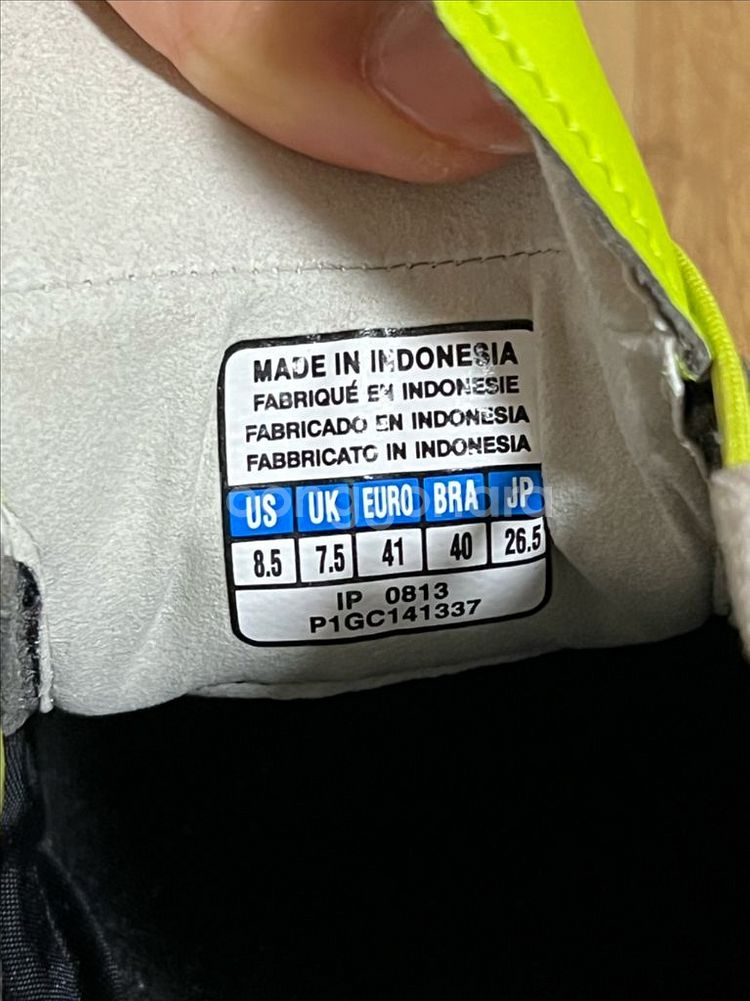 MADE IN INDONESIA
FABRIQUÉ EN INDONESIE
FABRICADO EN INDONESIA
FABBRICATO IN INDONESIA
US UK EURO BRA JP
8.5 7.5 41 40 26.5
IP 0813
P1GC141337
joonggonara